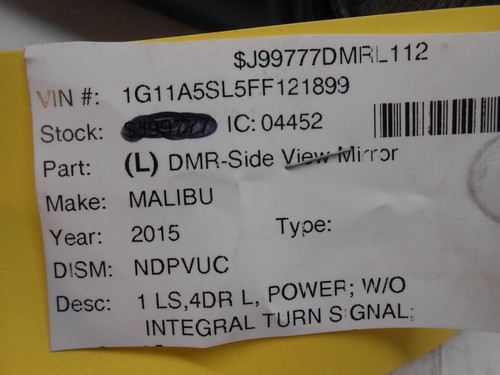 $J99777DMRL112
VIN #: 1G11A5SL5FF121899
Stock: IC: 04452
Part: (L) DMR-Side View Mirror
Make: MALIBU
Year: 2015 Type:
DISM: NDPVUC
Desc: 1 LS,4DR L, POWER; W/O
INTEGRAL TURN SIGNAL;